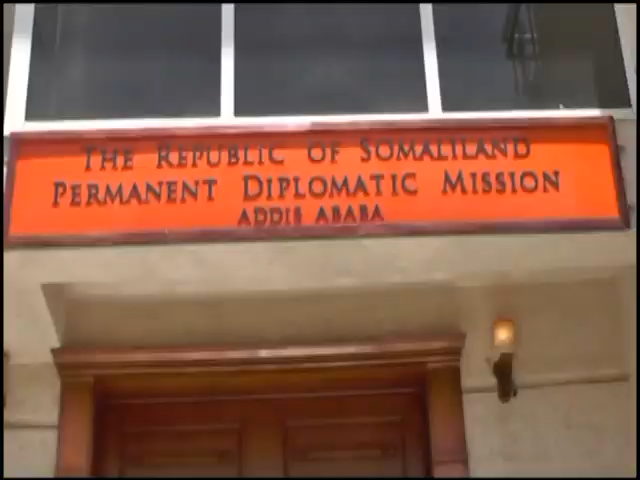 The Republic of Somaliland
Permanent Diplomatic Mission
Addis Ababa